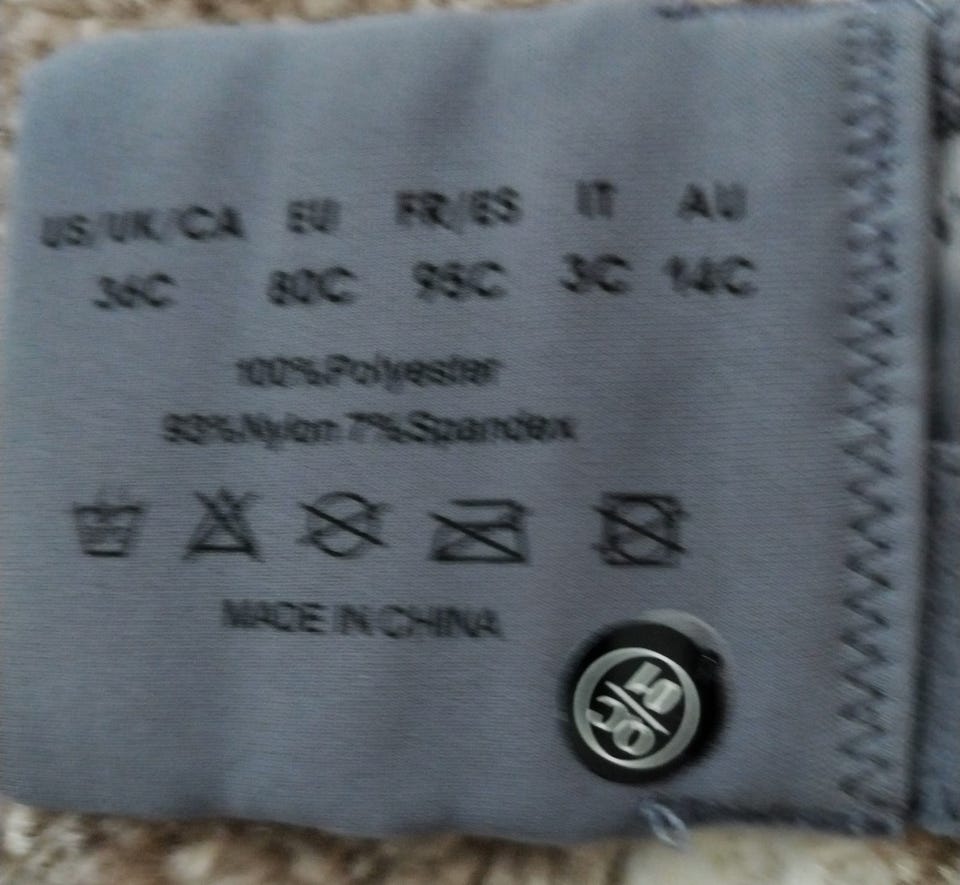 US/UK/CA EU FR/ES IT AU
36C 80C 95C 3C 14C
100%Polyester
93%Nylon 7%Spandex
MADE IN CHINA